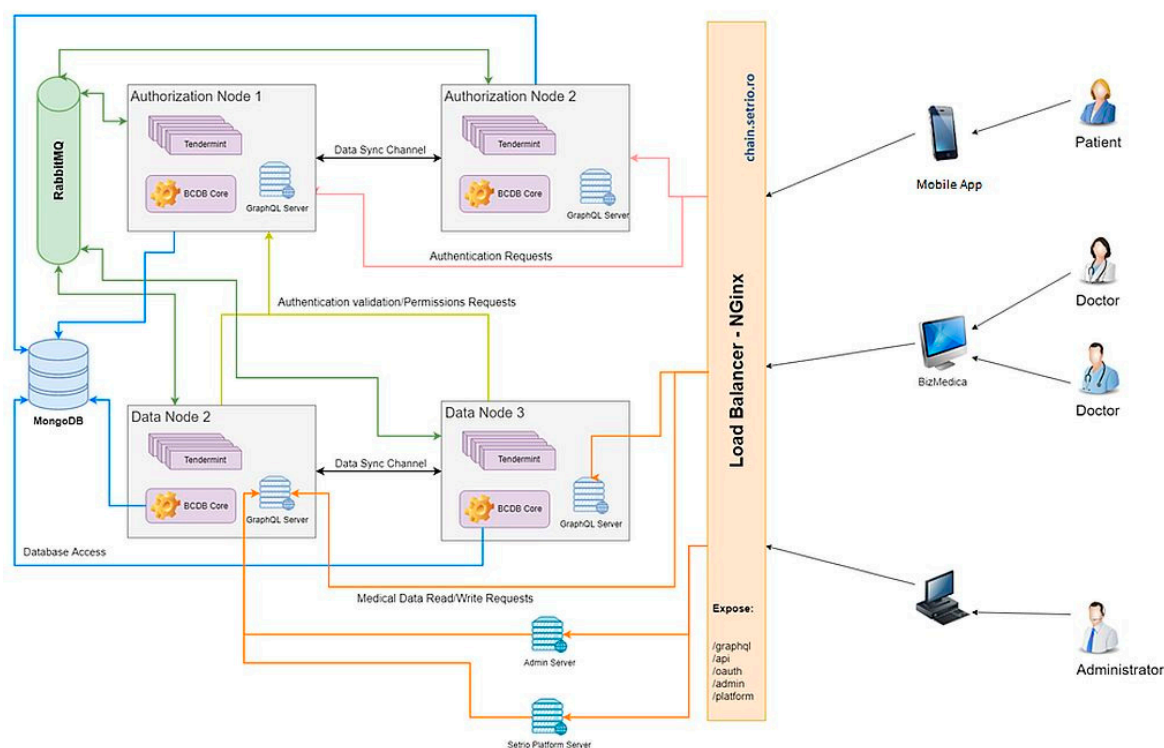 Authorization Node 1
Tendermint
BCDB Core
GraphQL Server
Data Sync Channel
Authorization Node 2
Tendermint
BCDB Core
GraphQL Server
RabbitMQ
Authentication Requests
Authentication validation/Permissions Requests
MongoDB
Data Node 2
Tendermint
BCDB Core
GraphQL Server
Data Sync Channel
Data Node 3
Tendermint
BCDB Core
GraphQL Server
Database Access
Medical Data Read/Write Requests
Admin Server
Setrio Platform Server
chain.setrio.ro
Load Balancer - NGinx
Expose:
/graphql
/api
/oauth
/admin
/platform
Mobile App
Patient
BizMedica
Doctor
Doctor
Administrator